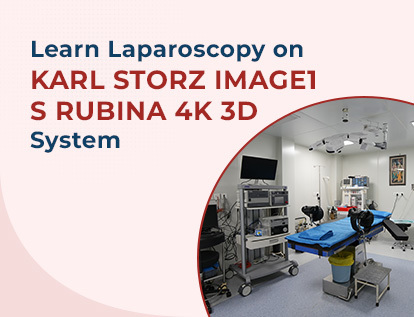 Learn Laparoscopy on
KARL STORZ IMAGE1
S RUBINA 4K 3D
System